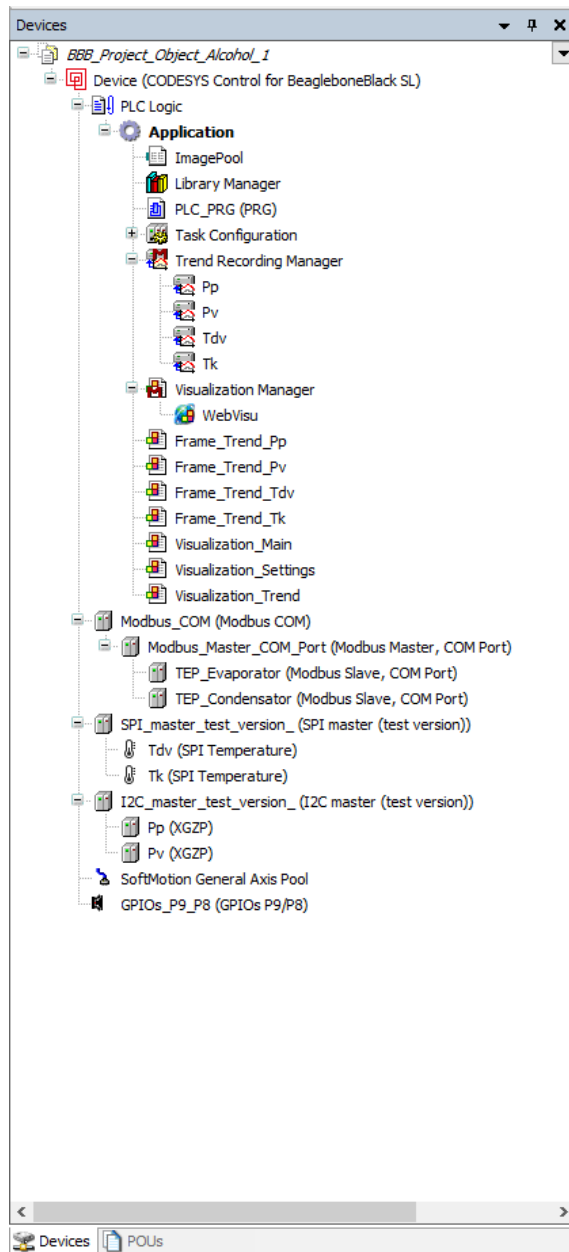 Devices
BBB_Project_Object_Alcohol_1
Device (CODESYS Control for BeagleboneBlack SL)
PLC Logic
Application
ImagePool
Library Manager
PLC_PRG (PRG)
Task Configuration
Trend Recording Manager
Pp
Pv
Tdv
Tk
Visualization Manager
WebVisu
Frame_Trend_Pp
Frame_Trend_Pv
Frame_Trend_Tdv
Frame_Trend_Tk
Visualization_Main
Visualization_Settings
Visualization_Trend
Modbus_COM (Modbus COM)
Modbus_Master_COM_Port (Modbus Master, COM Port)
TEP_Evaporator (Modbus Slave, COM Port)
TEP_Condensator (Modbus Slave, COM Port)
SPI_master_test_version_ (SPI master (test version))
Tdv (SPI Temperature)
Tk (SPI Temperature)
I2C_master_test_version_ (I2C master (test version))
Pp (XGZP)
Pv (XGZP)
SoftMotion General Axis Pool
GPIOs_P9_P8 (GPIOs P9/P8)
Devices POUs